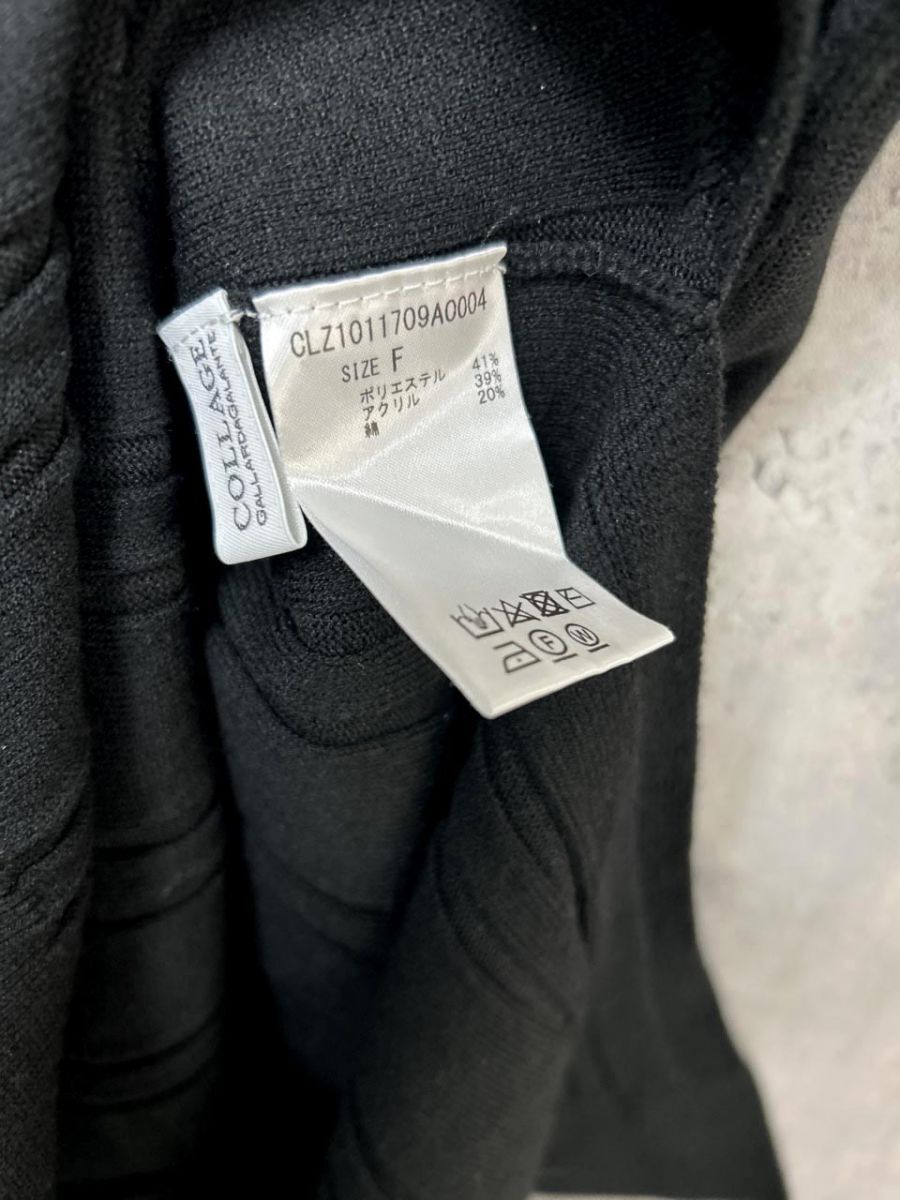 COLLAGE
GALLARDAGALANTE
CLZ1011709A0004
SIZE F
ポリエステル 41%
アクリル 39%
綿 20%
F W